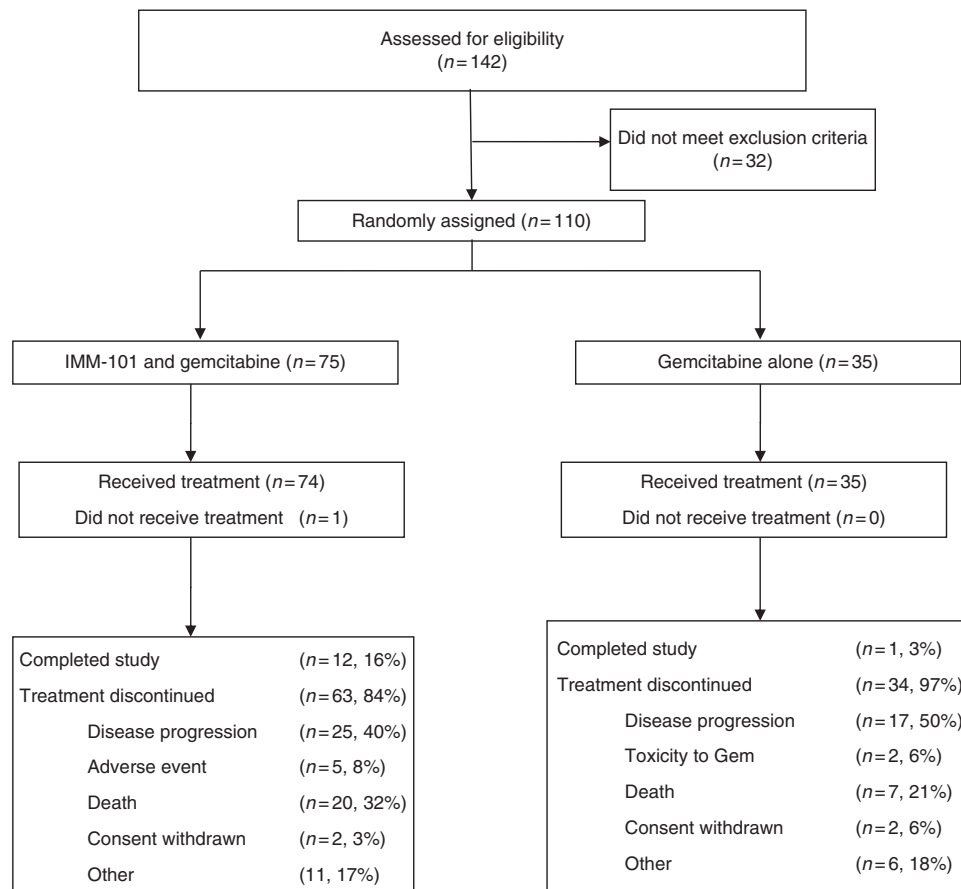 Assessed for eligibility
(n=142)
Did not meet exclusion criteria
(n=32)
Randomly assigned (n=110)
IMM-101 and gemcitabine (n=75)
Gemcitabine alone (n=35)
Received treatment (n=74)
Did not receive treatment (n=1)
Received treatment (n=35)
Did not receive treatment (n=0)
Completed study (n=12, 16%)
Treatment discontinued (n=63, 84%)
Disease progression (n=25, 40%)
Adverse event (n=5, 8%)
Death (n=20, 32%)
Consent withdrawn (n=2, 3%)
Other (11, 17%)
Completed study (n=1, 3%)
Treatment discontinued (n=34, 97%)
Disease progression (n=17, 50%)
Toxicity to Gem (n=2, 6%)
Death (n=7, 21%)
Consent withdrawn (n=2, 6%)
Other (n=6, 18%)